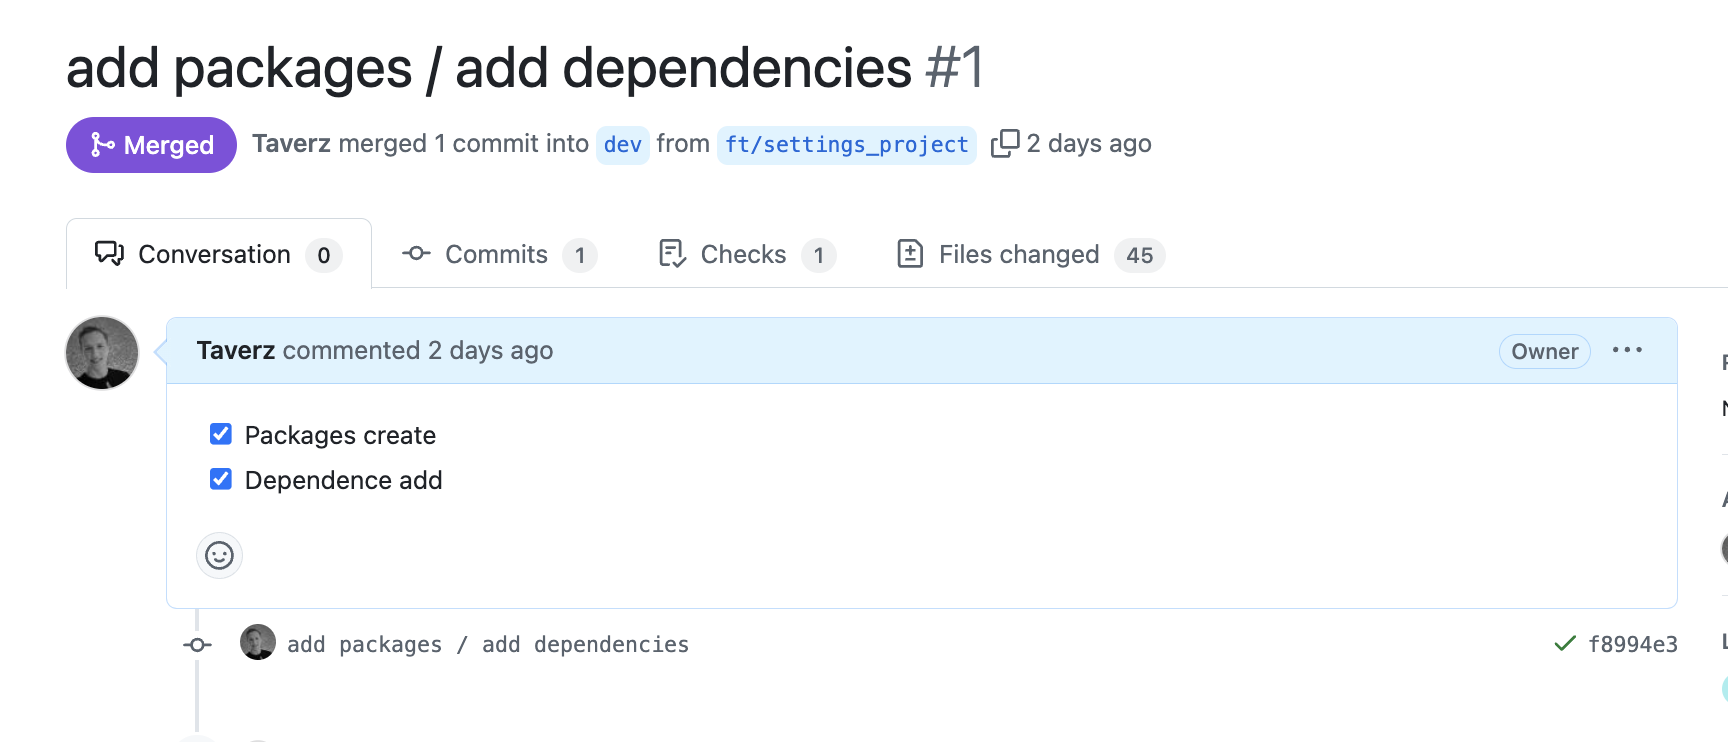 add packages / add dependencies #1
Merged Taverz merged 1 commit into dev from ft/settings_project 2 days ago
Conversation 0 Commits 1 Checks 1 Files changed 45
Taverz commented 2 days ago Owner
Packages create
Dependence add
add packages / add dependencies f8994e3